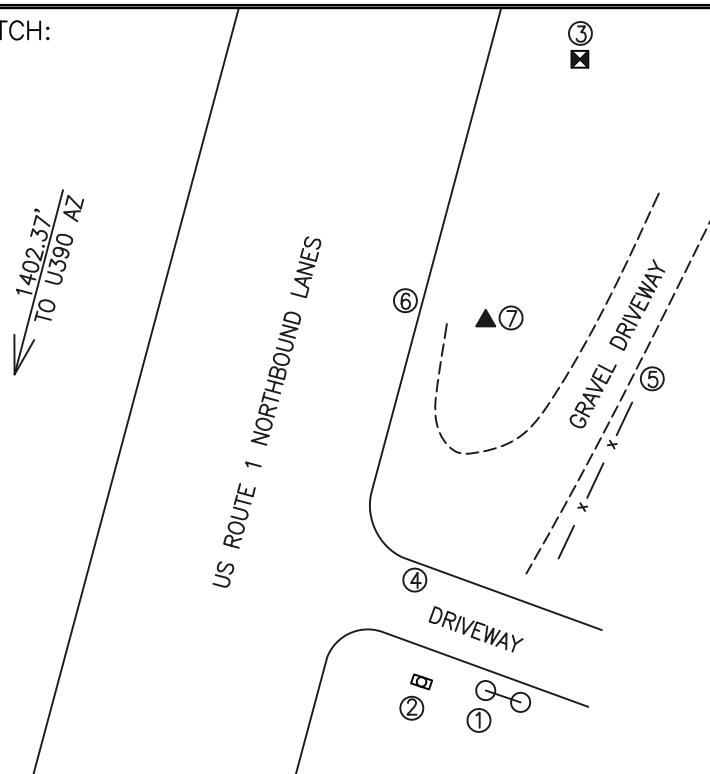 TCH:
③
1402.37'
TO U390 AZ
US ROUTE 1 NORTHBOUND LANES
⑥
⑦
GRAVEL DRIVEWAY
⑤
x
x
④
DRIVEWAY
②
①